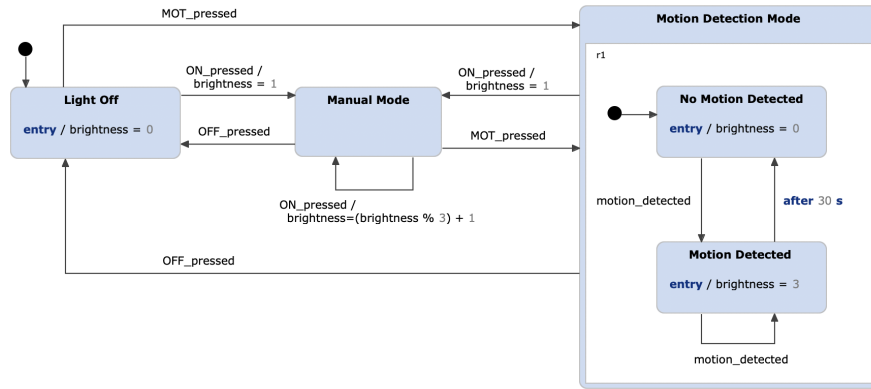 MOT_pressed
Motion Detection Mode
r1
ON_pressed /
brightness = 1
ON_pressed /
brightness = 1
Light Off
entry / brightness = 0
Manual Mode
No Motion Detected
entry / brightness = 0
OFF_pressed
MOT_pressed
ON_pressed /
brightness=(brightness % 3) + 1
motion_detected
after 30 s
OFF_pressed
Motion Detected
entry / brightness = 3
motion_detected